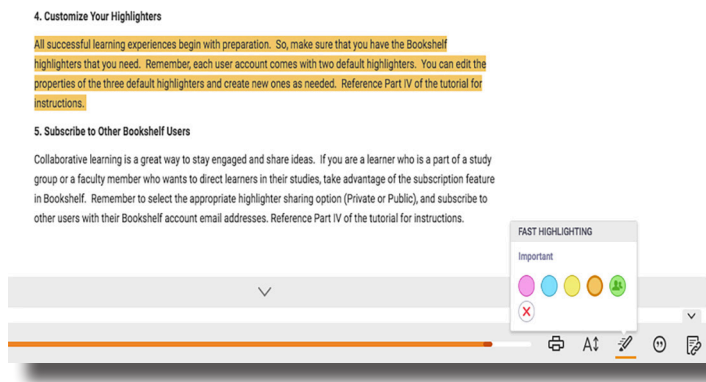 4. Customize Your Highlighters
All successful learning experiences begin with preparation. So, make sure that you have the Bookshelf
highlighters that you need. Remember, each user account comes with two default highlighters. You can edit the
properties of the three default highlighters and create new ones as needed. Reference Part IV of the tutorial for
instructions.
5. Subscribe to Other Bookshelf Users
Collaborative learning is a great way to stay engaged and share ideas. If you are a learner who is a part of a study
group or a faculty member who wants to direct learners in their studies, take advantage of the subscription feature
in Bookshelf. Remember to select the appropriate highlighter sharing option (Private or Public), and subscribe to
other users with their Bookshelf account email addresses. Reference Part IV of the tutorial for instructions.
FAST HIGHLIGHTING
Important
A